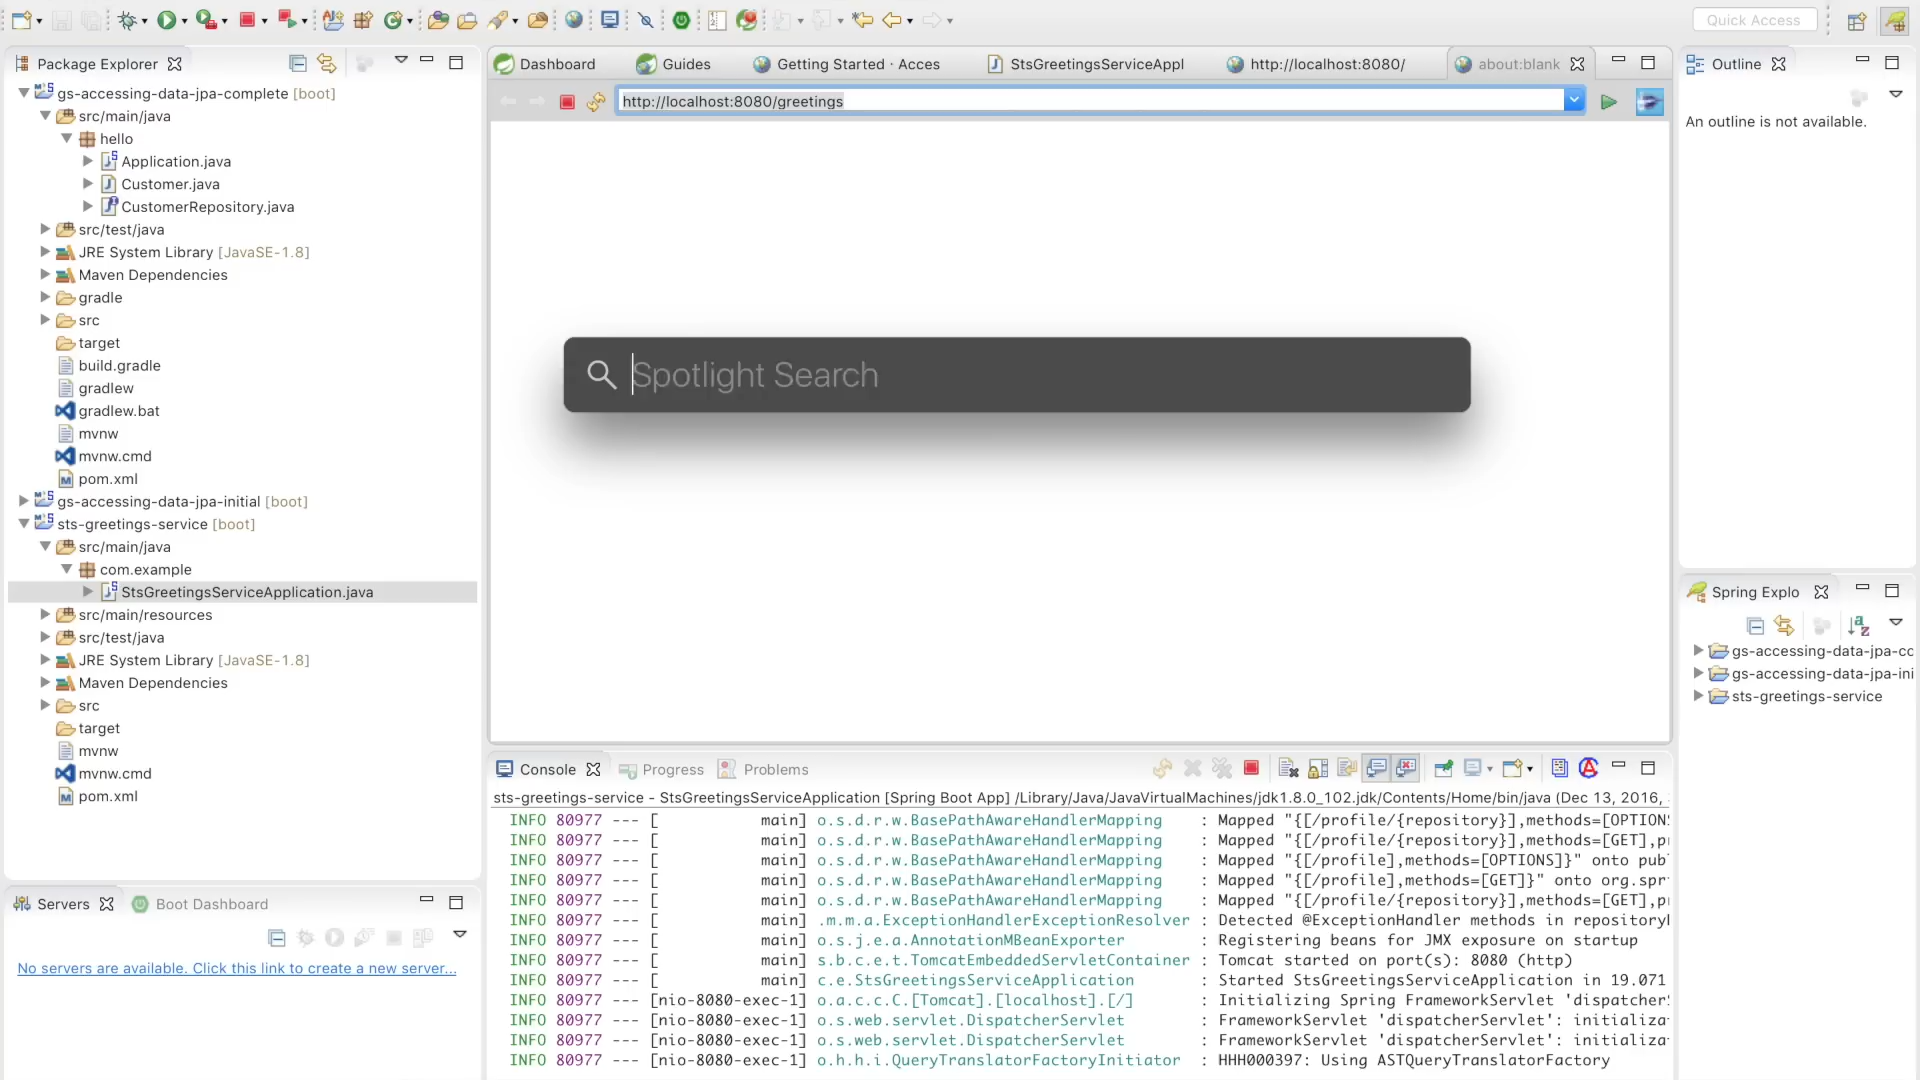 Quick Access
Package Explorer
gs-accessing-data-jpa-complete [boot]
src/main/java
hello
Application.java
Customer.java
CustomerRepository.java
src/test/java
JRE System Library [JavaSE-1.8]
Maven Dependencies
gradle
src
target
build.gradle
gradlew
gradlew.bat
mvnw
mvnw.cmd
pom.xml
gs-accessing-data-jpa-initial [boot]
sts-greetings-service [boot]
src/main/java
com.example
StsGreetingsServiceApplication.java
src/main/resources
src/test/java
JRE System Library [JavaSE-1.8]
Maven Dependencies
src
target
mvnw
mvnw.cmd
pom.xml
Servers
Boot Dashboard
No servers are available. Click this link to create a new server...
Dashboard
Guides
Getting Started · Acces
StsGreetingsServiceAppl
http://localhost:8080/
about:blank
http://localhost:8080/greetings
Spotlight Search
Console
Progress
Problems
sts-greetings-service - StsGreetingsServiceApplication [Spring Boot App] /Library/Java/JavaVirtualMachines/jdk1.8.0_102.jdk/Contents/Home/bin/java (Dec 13, 2016,
INFO 80977 --- [           main] o.s.d.r.w.BasePathAwareHandlerMapping    : Mapped "{[/profile/{repository}],methods=[OPTION
INFO 80977 --- [           main] o.s.d.r.w.BasePathAwareHandlerMapping    : Mapped "{[/profile/{repository}],methods=[GET],p
INFO 80977 --- [           main] o.s.d.r.w.BasePathAwareHandlerMapping    : Mapped "{[/profile],methods=[OPTIONS]}" onto pub
INFO 80977 --- [           main] o.s.d.r.w.BasePathAwareHandlerMapping    : Mapped "{[/profile],methods=[GET]}" onto org.spr
INFO 80977 --- [           main] o.s.d.r.w.BasePathAwareHandlerMapping    : Mapped "{[/profile/{repository}],methods=[GET],p
INFO 80977 --- [           main] .m.m.a.ExceptionHandlerExceptionResolver : Detected @ExceptionHandler methods in repository
INFO 80977 --- [           main] o.s.j.e.a.AnnotationMBeanExporter        : Registering beans for JMX exposure on startup
INFO 80977 --- [           main] s.b.c.e.t.TomcatEmbeddedServletContainer : Tomcat started on port(s): 8080 (http)
INFO 80977 --- [           main] c.e.StsGreetingsServiceApplication       : Started StsGreetingsServiceApplication in 19.071
INFO 80977 --- [nio-8080-exec-1] o.a.c.c.C.[Tomcat].[localhost].[/]       : Initializing Spring FrameworkServlet 'dispatcher
INFO 80977 --- [nio-8080-exec-1] o.s.web.servlet.DispatcherServlet        : FrameworkServlet 'dispatcherServlet': initializa
INFO 80977 --- [nio-8080-exec-1] o.s.web.servlet.DispatcherServlet        : FrameworkServlet 'dispatcherServlet': initializa
INFO 80977 --- [nio-8080-exec-1] o.h.h.i.QueryTranslatorFactoryInitiator  : HHH000397: Using ASTQueryTranslatorFactory
Outline
An outline is not available.
Spring Explo
gs-accessing-data-jpa-co
gs-accessing-data-jpa-ini
sts-greetings-service